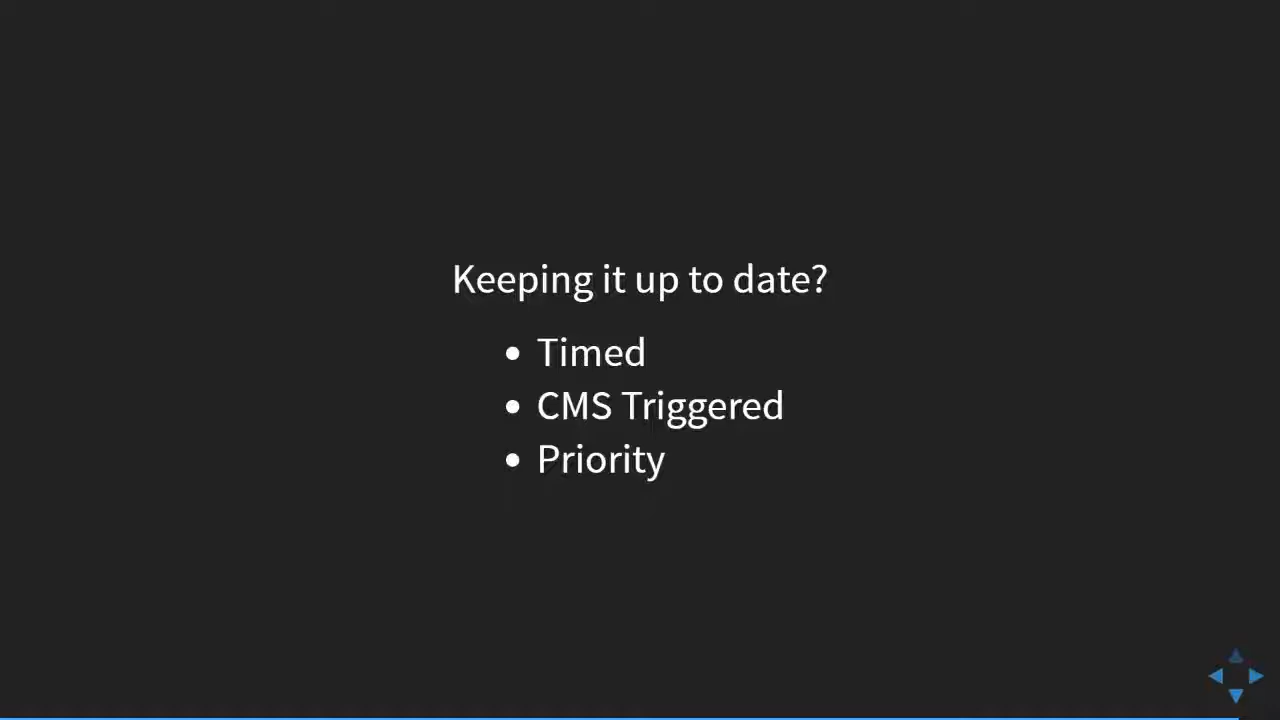 Keeping it up to date?
• Timed
• CMS Triggered
• Priority